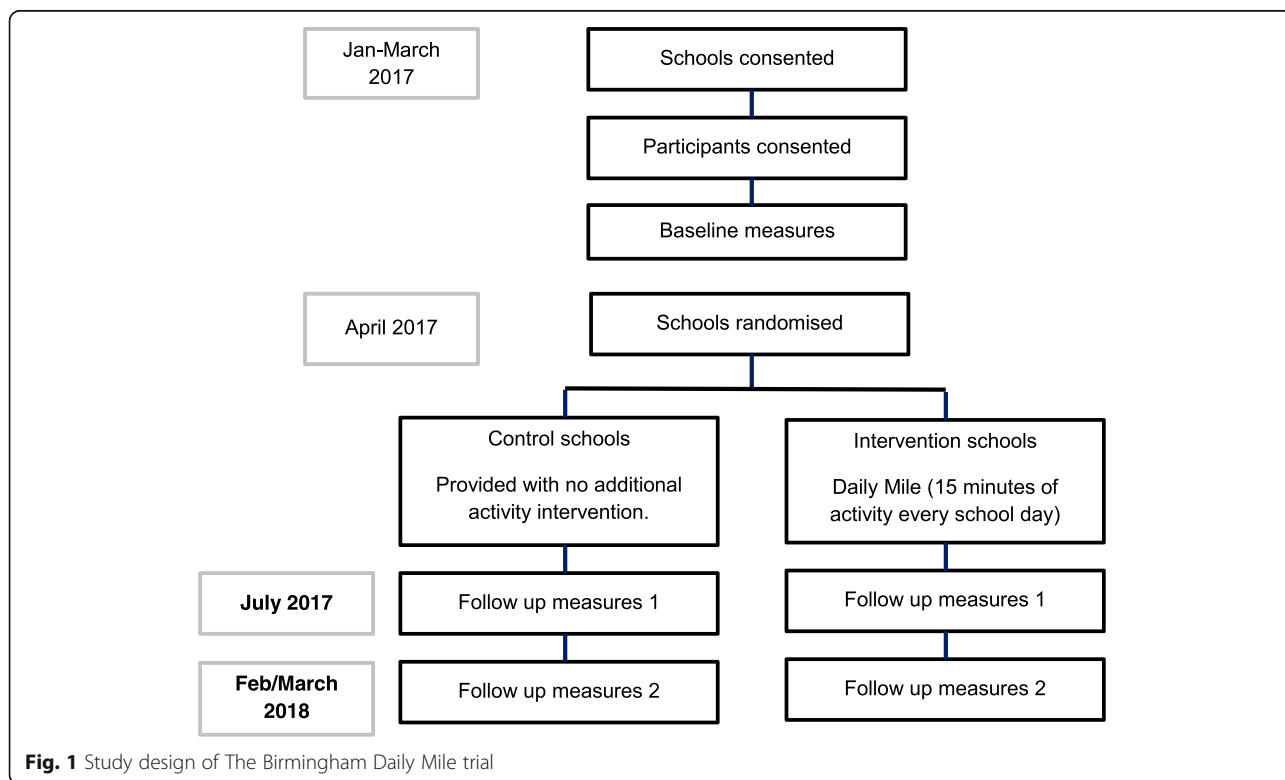 Jan-March
2017
Schools consented
Participants consented
Baseline measures
April 2017
Schools randomised
Control schools
Provided with no additional
activity intervention.
Intervention schools
Daily Mile (15 minutes of
activity every school day)
July 2017
Follow up measures 1
Follow up measures 1
Feb/March
2018
Follow up measures 2
Follow up measures 2
Fig. 1 Study design of The Birmingham Daily Mile trial